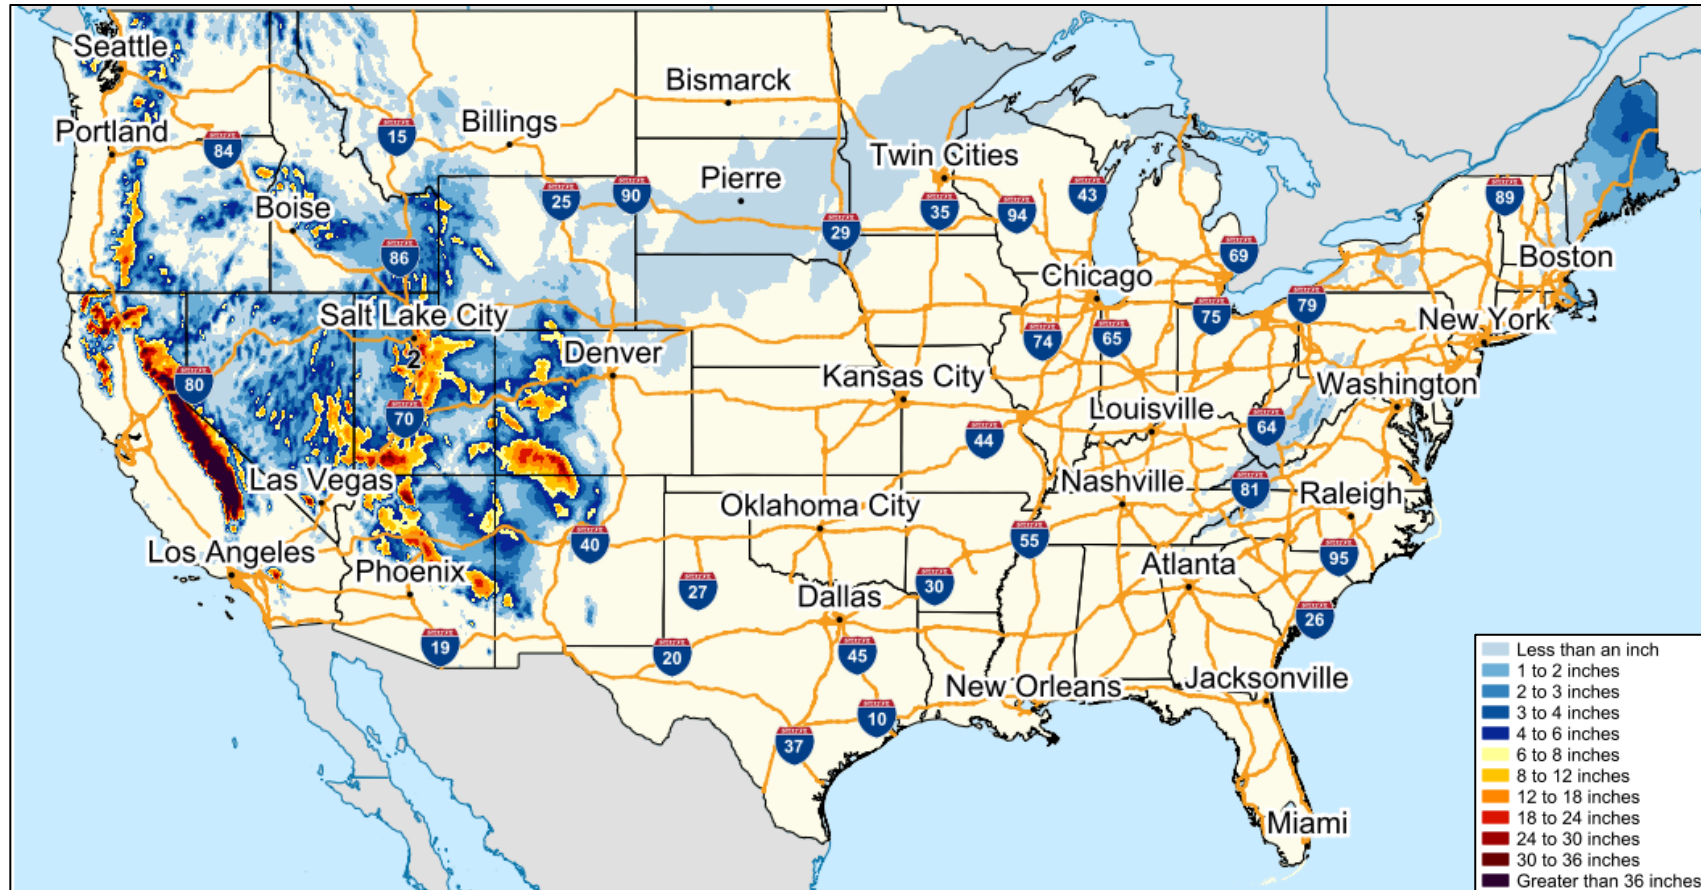 Seattle
Bismarck
Portland
Billings
15
84
Twin Cities
Pierre
90
25
43
Boise
35
94
89
29
86
69
Boston
Chicago
Salt Lake City
79
75
New York
2
Denver
74
65
80
Kansas City
Washington
70
Louisville
64
44
Las Vegas
Nashville
81
Raleigh
Oklahoma City
40
55
Los Angeles
95
Phoenix
Atlanta
27
30
Dallas
26
19
20
45
New Orleans
Jacksonville
10
37
Miami
Less than an inch
1 to 2 inches
2 to 3 inches
3 to 4 inches
4 to 6 inches
6 to 8 inches
8 to 12 inches
12 to 18 inches
18 to 24 inches
24 to 30 inches
30 to 36 inches
Greater than 36 inches